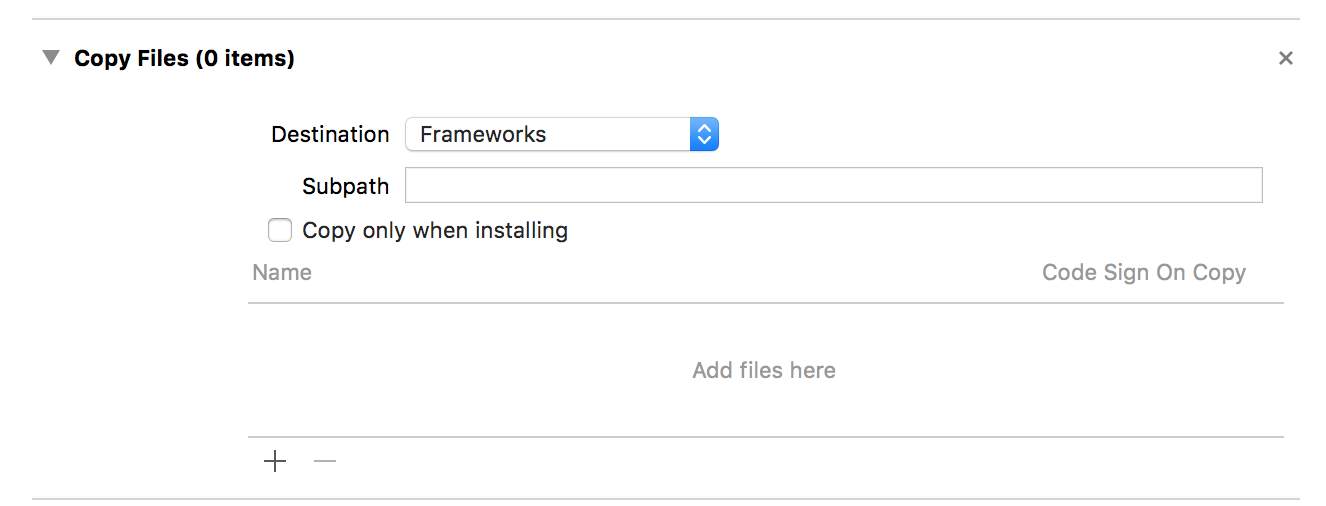 Copy Files (0 items)
Destination Frameworks
Subpath
Copy only when installing
Name Code Sign On Copy
Add files here